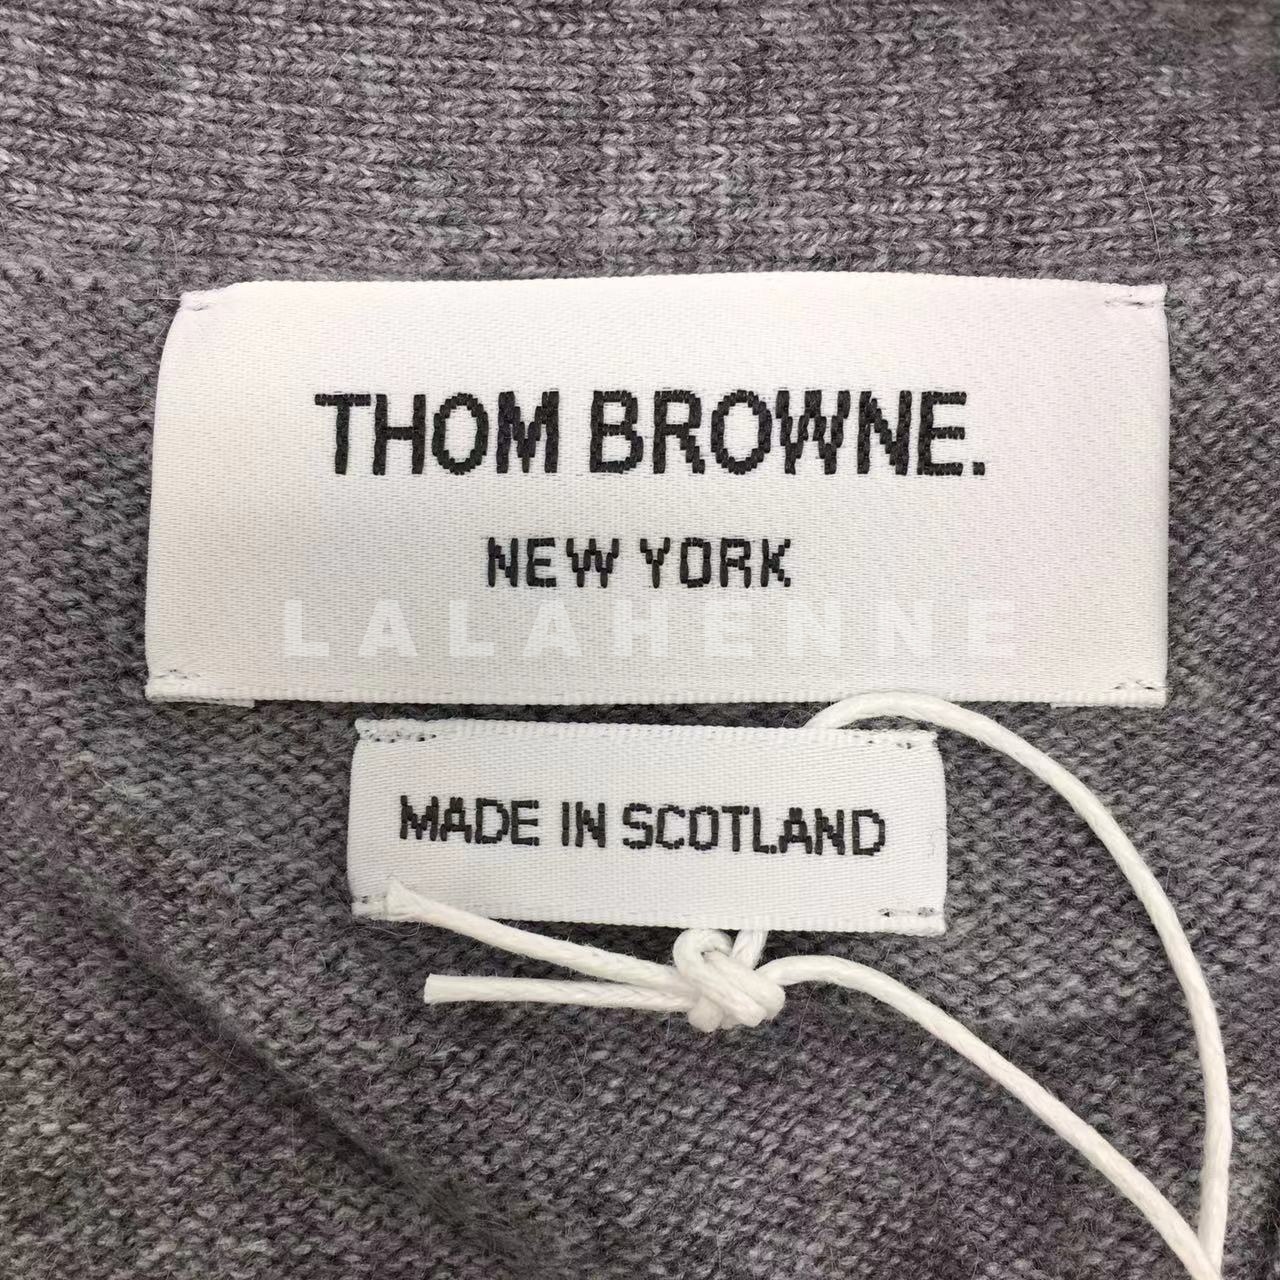 THOM BROWNE.
NEW YORK
LALAHENNE
MADE IN SCOTLAND